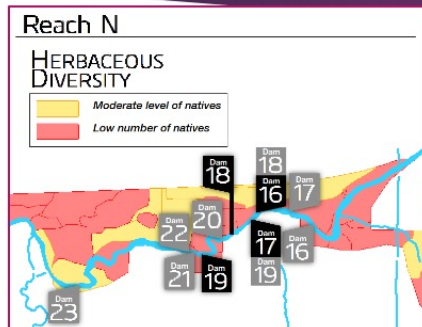 Reach N
HERBACEOUS
DIVERSITY
Moderate level of natives
Low number of natives
Dam
18
Dam
18
Dam
16
Dam
17
Dam
20
Dam
22
Dam
21
Dam
19
Dam
17
Dam
16
Dam
19
Dam
23